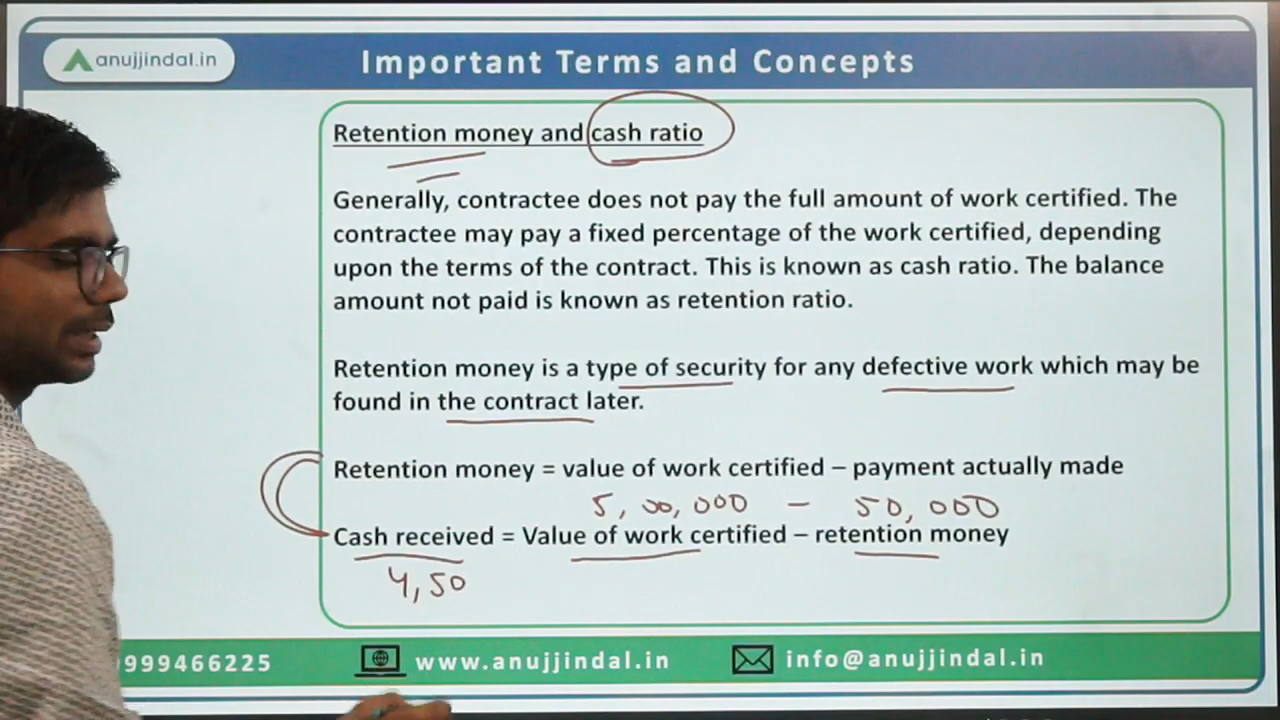 anujjindal.in
Important Terms and Concepts
Retention money and cash ratio
Generally, contractee does not pay the full amount of work certified. The
contractee may pay a fixed percentage of the work certified, depending
upon the terms of the contract. This is known as cash ratio. The balance
amount not paid is known as retention ratio.
Retention money is a type of security for any defective work which may be
found in the contract later.
Retention money = value of work certified – payment actually made
5,00,000 – 50,000
Cash received = Value of work certified – retention money
4,50
999466225
www.anujjindal.in
info@anujjindal.in